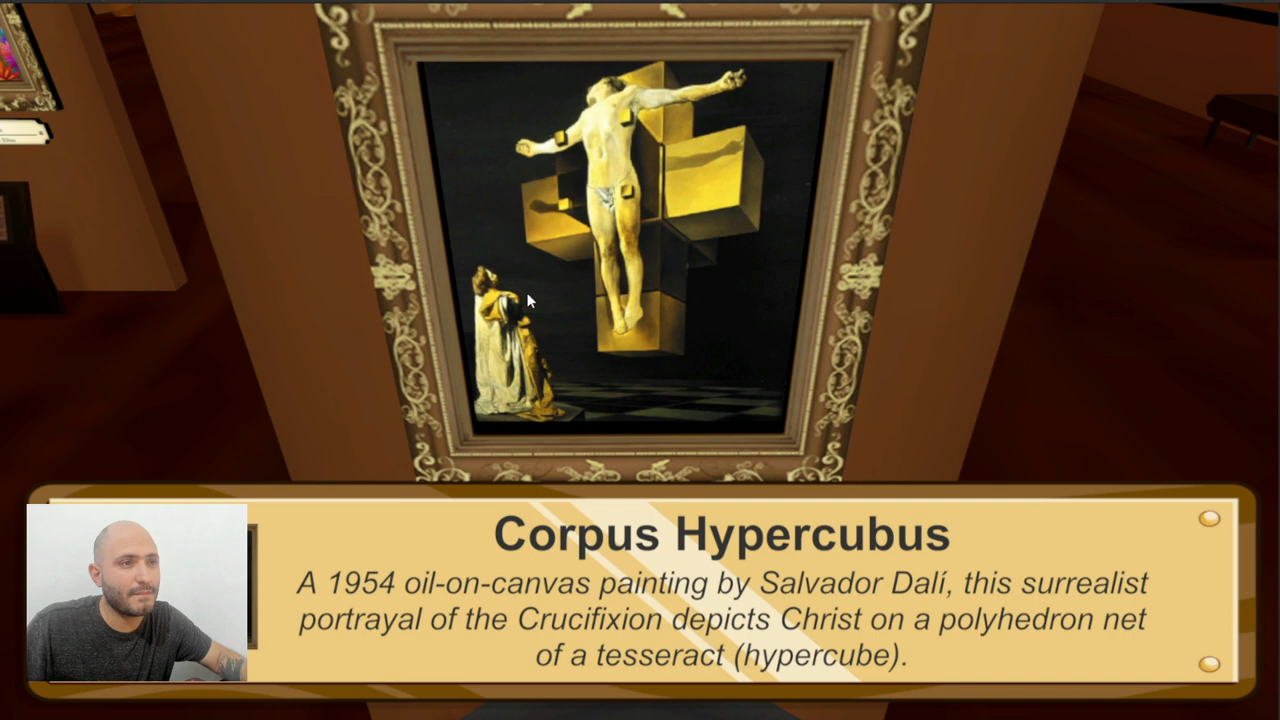 Corpus Hypercubus
A 1954 oil-on-canvas painting by Salvador Dalí, this surrealist
portrayal of the Crucifixion depicts Christ on a polyhedron net
of a tesseract (hypercube).